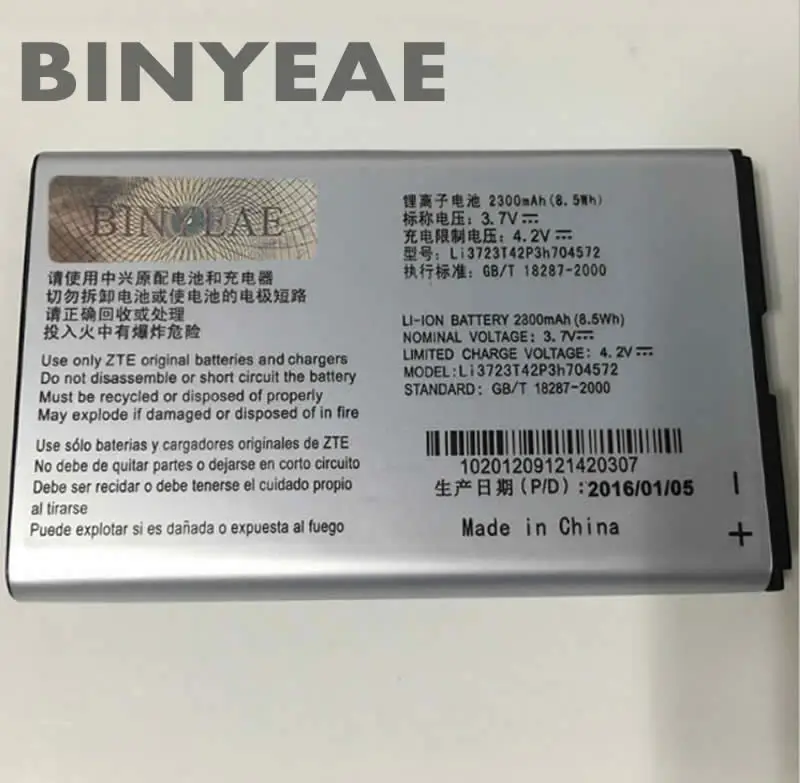 BINYEAE
BINYEAE
请使用中兴原配电池和充电器
切勿拆卸电池或使电池的电极短路
请正确回收或处理
投入火中有爆炸危险
Use only ZTE original batteries and chargers
Do not disassemble or short circuit the battery
Must be recycled or disposed of properly
May explode if damaged or disposed of in fire
Use sólo baterias y cargadores originales de ZTE
No debe de quitar partes o dejarse en corto circuito
Debe ser recidar o debe tenerse el cuidado propio
al tirarse
Puede explotar si es dañada o expuesta al fuego
锂离子电池 2300mAh(8.5Wh)
标称电压: 3.7V⎓
充电限制电压: 4.2V⎓
型号: Li3723T42P3h704572
执行标准: GB/T 18287-2000
LI-ION BATTERY 2300mAh(8.5Wh)
NOMINAL VOLTAGE: 3.7V⎓
LIMITED CHARGE VOLTAGE: 4.2V⎓
MODEL:Li3723T42P3h704572
STANDARD: GB/T 18287-2000
10201209121420307
生产日期(P/D):2016/01/05
Made in China
－
+